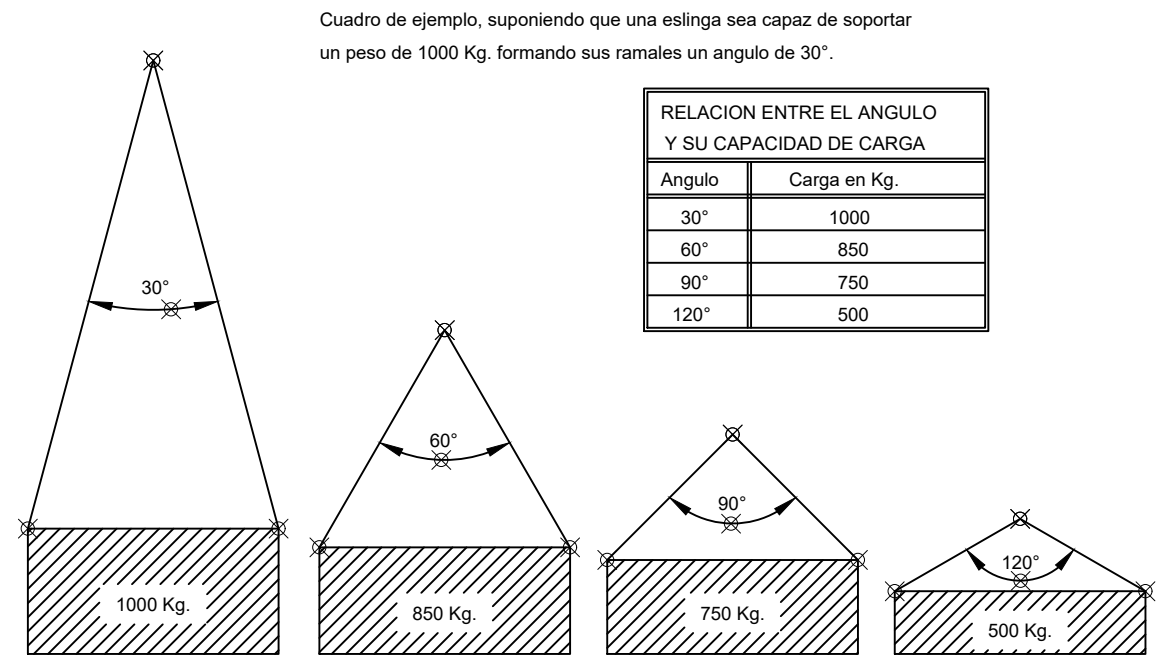 Cuadro de ejemplo, suponiendo que una eslinga sea capaz de soportar
un peso de 1000 Kg. formando sus ramales un angulo de 30°.
RELACION ENTRE EL ANGULO
Y SU CAPACIDAD DE CARGA
Angulo Carga en Kg.
30° 1000
60° 850
90° 750
120° 500
30°
60°
90°
120°
1000 Kg.
850 Kg.
750 Kg.
500 Kg.